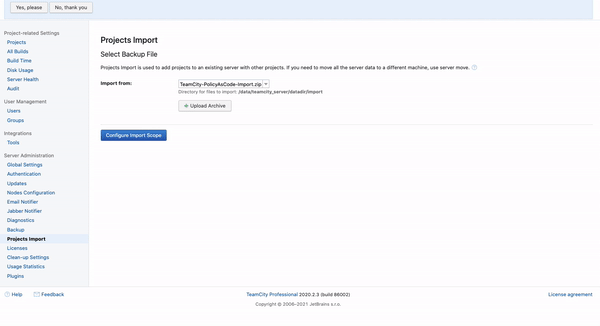 Yes, please No, thank you
Project-related Settings
Projects
All Builds
Build Time
Disk Usage
Server Health
Audit
User Management
Users
Groups
Integrations
Tools
Server Administration
Global Settings
Authentication
Updates
Nodes Configuration
Email Notifier
Jabber Notifier
Diagnostics
Backup
Projects Import
Licenses
Clean-up Settings
Usage Statistics
Plugins
Projects Import
Select Backup File
Projects Import is used to add projects to an existing server with other projects. If you need to move all the server data to a different machine, use server move.
Import from: TeamCity-PolicyAsCode-Import.zip
Directory for files to import: /data/teamcity_server/datadir/import
Upload Archive
Configure Import Scope
Help Feedback TeamCity Professional 2020.2.3 (build 86002) License agreement
Copyright © 2006–2021 JetBrains s.r.o.